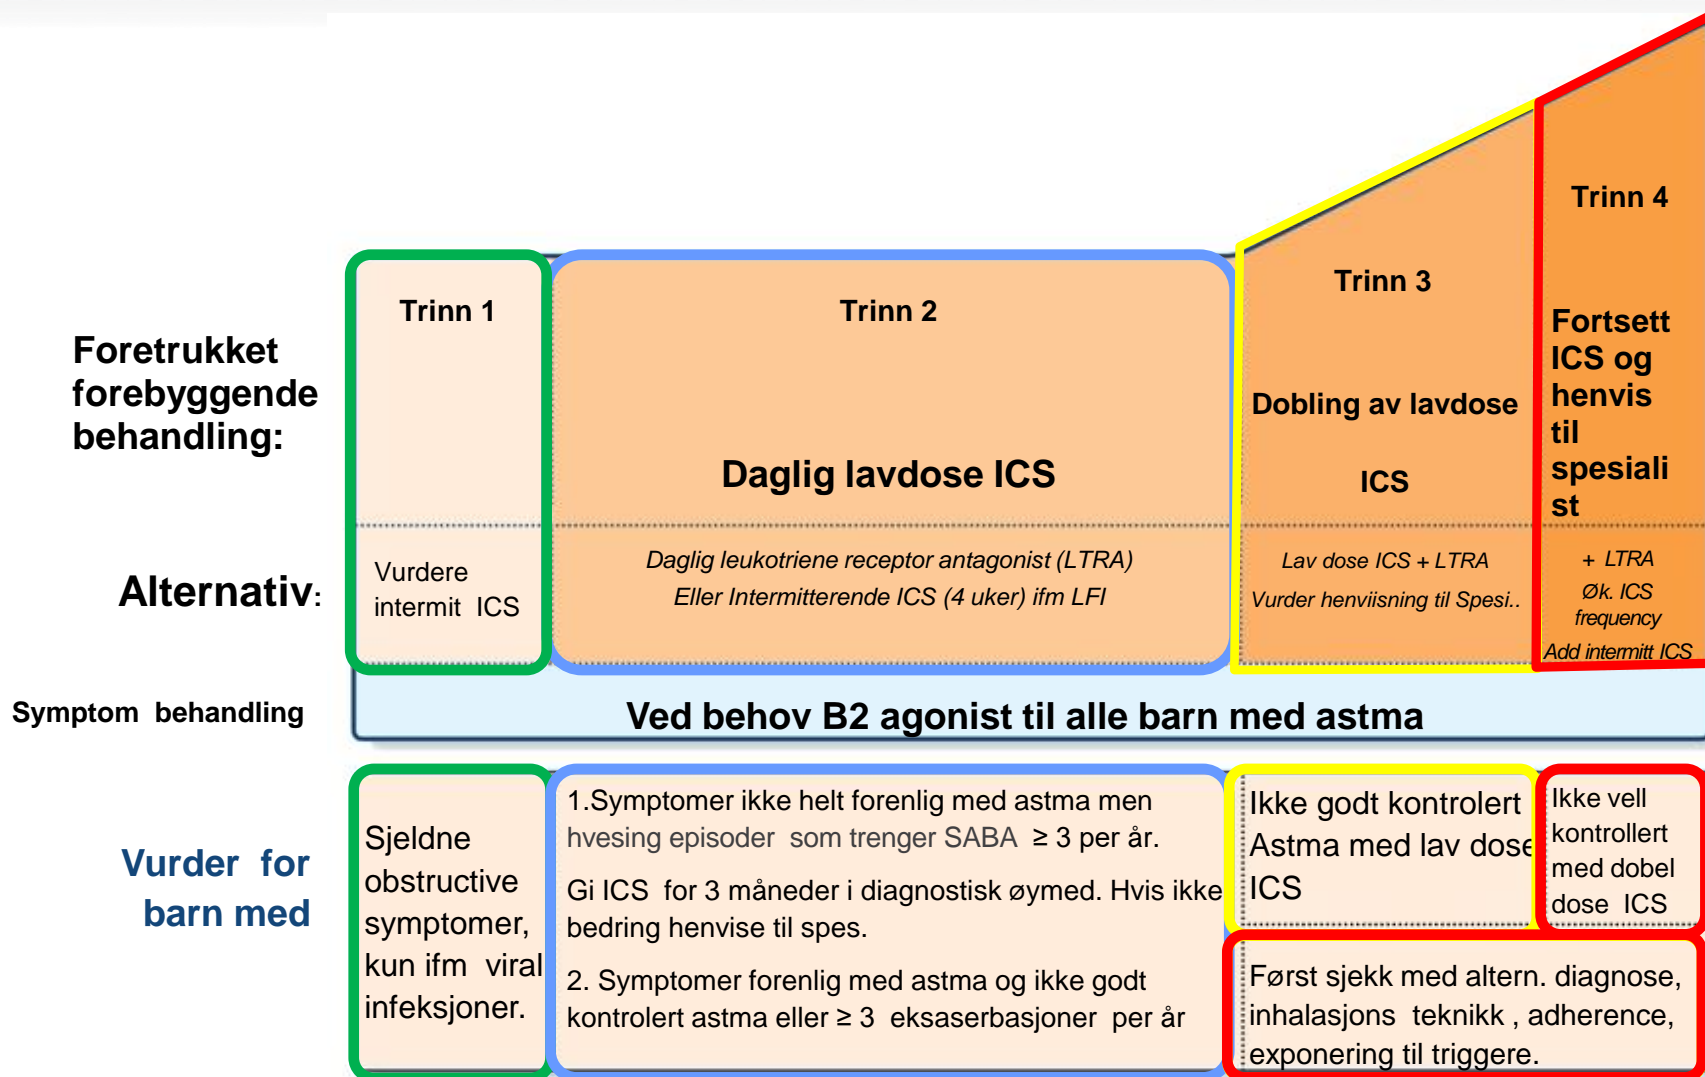 Foretrukket
forebyggende
behandling:
Trinn 1
Trinn 2
Daglig lavdose ICS
Trinn 3
Dobling av lavdose
ICS
Trinn 4
Fortsett
ICS og
henvis
til
spesiali
st
Alternativ:
Vurdere
intermit ICS
Daglig leukotriene receptor antagonist (LTRA)
Eller Intermitterende ICS (4 uker) ifm LFI
Lav dose ICS + LTRA
Vurder henviisning til Spesi..
+ LTRA
Øk. ICS
frequency
Add intermitt ICS
Symptom behandling
Ved behov B2 agonist til alle barn med astma
Vurder for
barn med
Sjeldne
obstructive
symptomer,
kun ifm viral
infeksjoner.
1.Symptomer ikke helt forenlig med astma men
hvesing episoder som trenger SABA ≥ 3 per år.
Gi ICS for 3 måneder i diagnostisk øymed. Hvis ikke
bedring henvise til spes.
2. Symptomer forenlig med astma og ikke godt
kontrolert astma eller ≥ 3 eksaserbasjoner per år
Ikke godt kontrolert
Astma med lav dose
ICS
Ikke vell
kontrollert
med dobel
dose ICS
Først sjekk med altern. diagnose,
inhalasjons teknikk , adherence,
exponering til triggere.